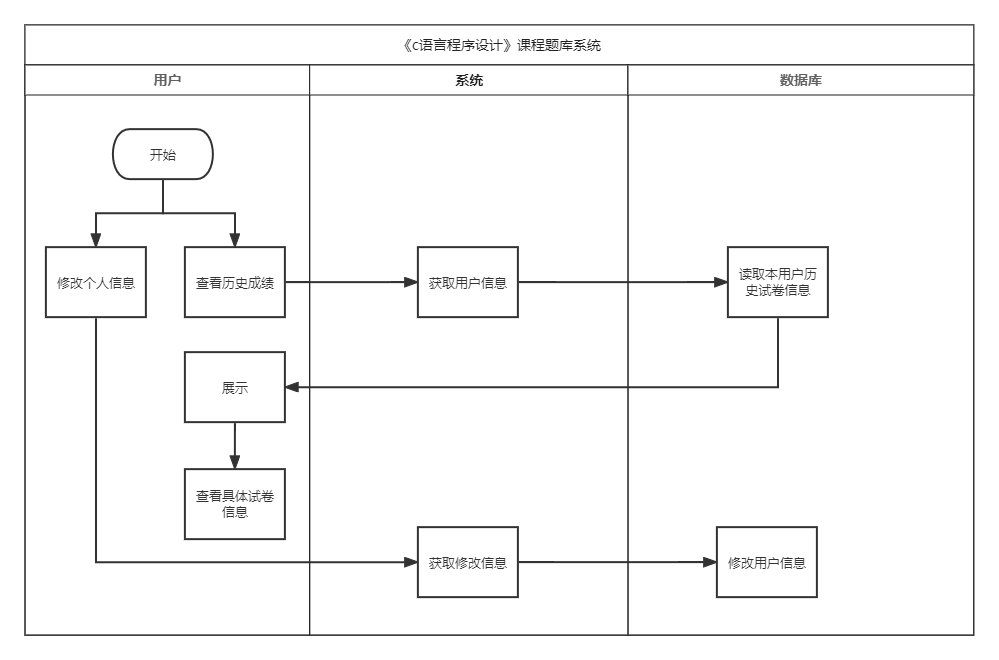 《c语言程序设计》课程题库系统
用户
系统
数据库
开始
修改个人信息
查看历史成绩
获取用户信息
读取本用户历
史试卷信息
展示
查看具体试卷
信息
获取修改信息
修改用户信息